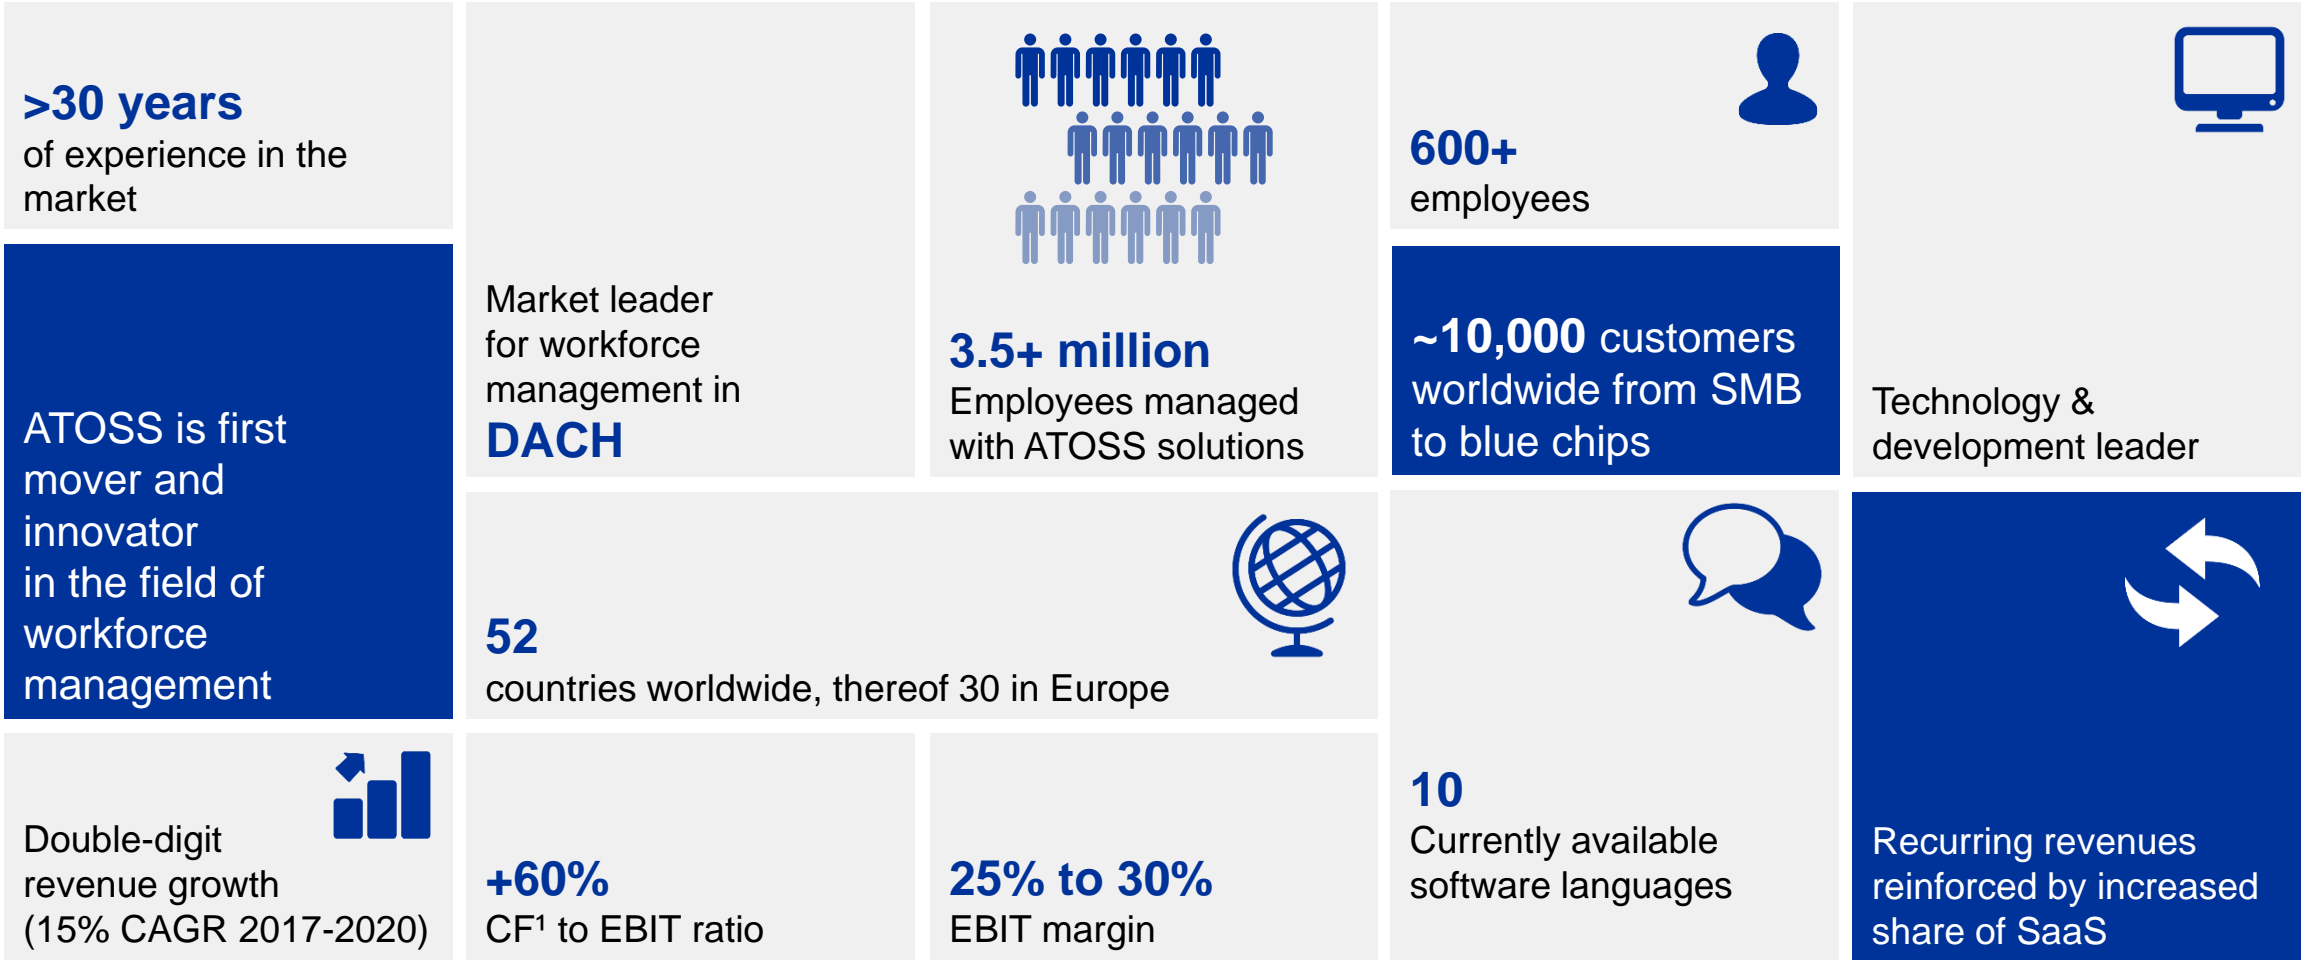 >30 years
of experience in the
market
ATOSS is first
mover and
innovator
in the field of
workforce
management
Double-digit
revenue growth
(15% CAGR 2017-2020)
Market leader
for workforce
management in
DACH
3.5+ million
Employees managed
with ATOSS solutions
52
countries worldwide, thereof 30 in Europe
+60%
CF¹ to EBIT ratio
25% to 30%
EBIT margin
600+
employees
~10,000 customers
worldwide from SMB
to blue chips
10
Currently available
software languages
Technology &
development leader
Recurring revenues
reinforced by increased
share of SaaS